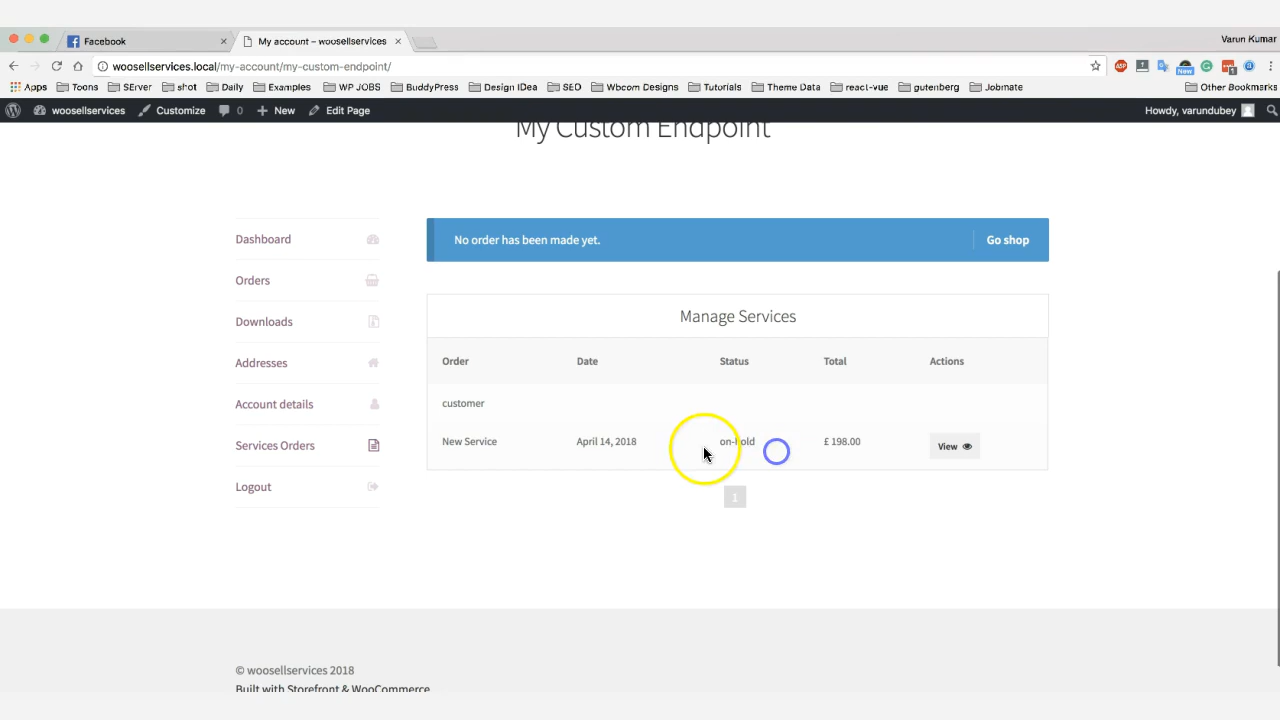 Facebook
My account – woosellservices
Varun Kumar
woosellservices.local/my-account/my-custom-endpoint/
Apps Toons SErver shot Daily Examples WP JOBS BuddyPress Design IDea SEO Wbcom Designs Tutorials Theme Data react-vue gutenberg Jobmate Other Bookmarks
ABP New 1
woosellservices Customize 0 New Edit Page Howdy, varundubey
My Custom Endpoint
Dashboard
Orders
Downloads
Addresses
Account details
Services Orders
Logout
No order has been made yet. Go shop
Manage Services
Order Date Status Total Actions
customer
New Service April 14, 2018 on-hold £ 198.00 View
1
© woosellservices 2018
Built with Storefront & WooCommerce